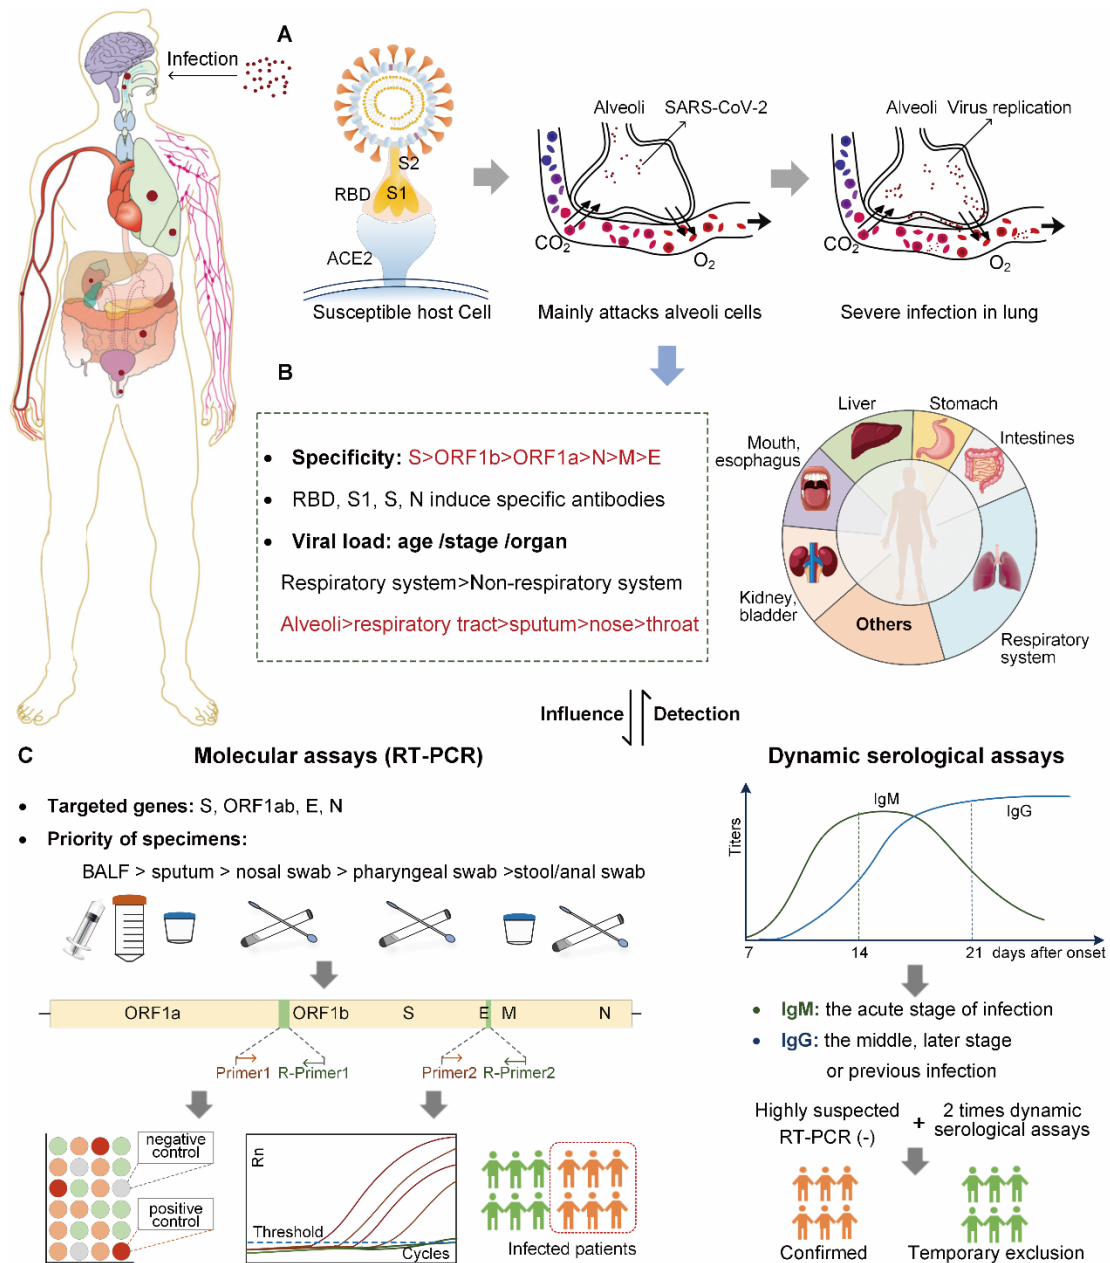 A
Infection
S2
RBD
S1
ACE2
Susceptible host Cell
Alveoli
SARS-CoV-2
CO2
O2
Mainly attacks alveoli cells
Alveoli
Virus replication
CO2
O2
Severe infection in lung
B
• Specificity: S>ORF1b>ORF1a>N>M>E
• RBD, S1, S, N induce specific antibodies
• Viral load: age /stage /organ
Respiratory system>Non-respiratory system
Alveoli>respiratory tract>sputum>nose>throat
Liver
Stomach
Mouth,
esophagus
Intestines
Kidney,
bladder
Others
Respiratory
system
Influence
Detection
C
Molecular assays (RT-PCR)
• Targeted genes: S, ORF1ab, E, N
• Priority of specimens:
BALF > sputum > nosal swab > pharyngeal swab >stool/anal swab
ORF1a
ORF1b
S
E
M
N
Primer1
R-Primer1
Primer2
R-Primer2
negative
control
positive
control
Rn
Threshold
Cycles
Infected patients
Dynamic serological assays
Titers
IgM
IgG
7
14
21
days after onset
• IgM: the acute stage of infection
• IgG: the middle, later stage
or previous infection
Highly suspected
RT-PCR (-)
+
2 times dynamic
serological assays
Confirmed
Temporary exclusion